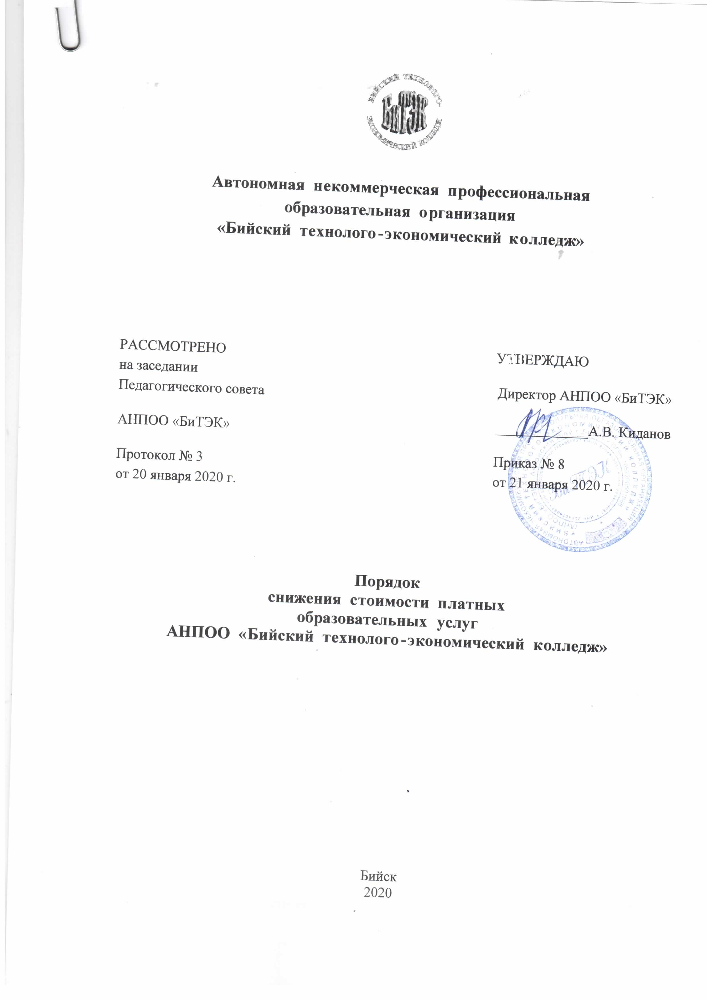 БИЙСКИЙ ТЕХНОЛОГО-
БиТЭК
ЭКОНОМИЧЕСКИЙ КОЛЛЕДЖ
Автономная некоммерческая профессиональная
образовательная организация
«Бийский технолого-экономический колледж»
РАССМОТРЕНО
на заседании
Педагогического совета
АНПОО «БиТЭК»
Протокол № 3
от 20 января 2020 г.
УТВЕРЖДАЮ
Директор АНПОО «БиТЭК»
А.В. Киданов
Приказ № 8
от 21 января 2020 г.
Порядок
снижения стоимости платных
образовательных услуг
АНПОО «Бийский технолого-экономический колледж»
Бийск
2020